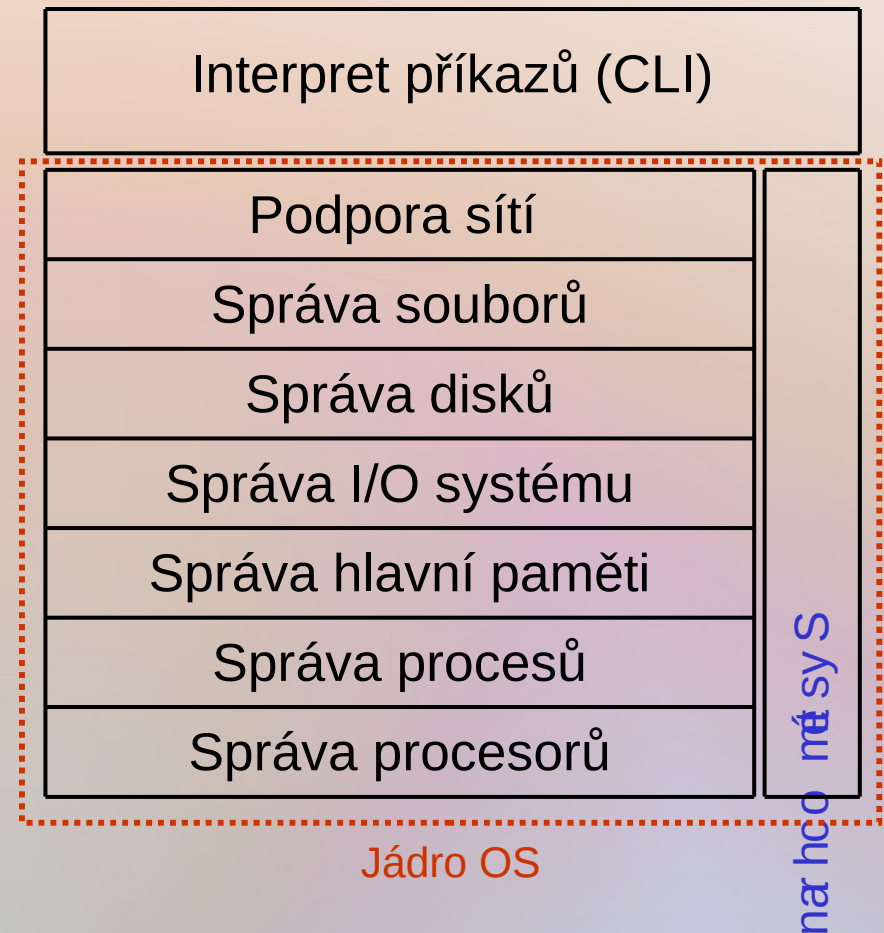 Interpret příkazů (CLI)
Podpora sítí
Správa souborů
Správa disků
Správa I/O systému
Správa hlavní paměti
Správa procesů
Správa procesorů
Jádro OS